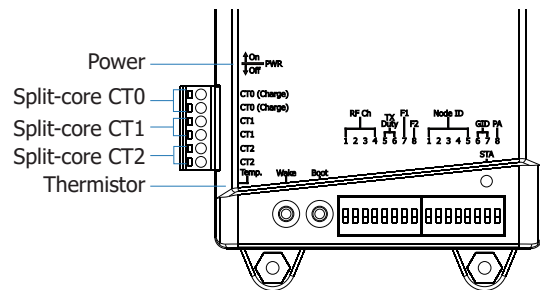 Power
Split-core CT0
Split-core CT1
Split-core CT2
Thermistor
On
Off
PWR
CT0 (Charge)
CT0 (Charge)
CT1
CT1
CT2
CT2
Temp. Wake Boot
RF Ch TX Duty F1 F2
1 2 3 4 5 6 7 8
Node ID GID PA
1 2 3 4 5 6 7 8
STA